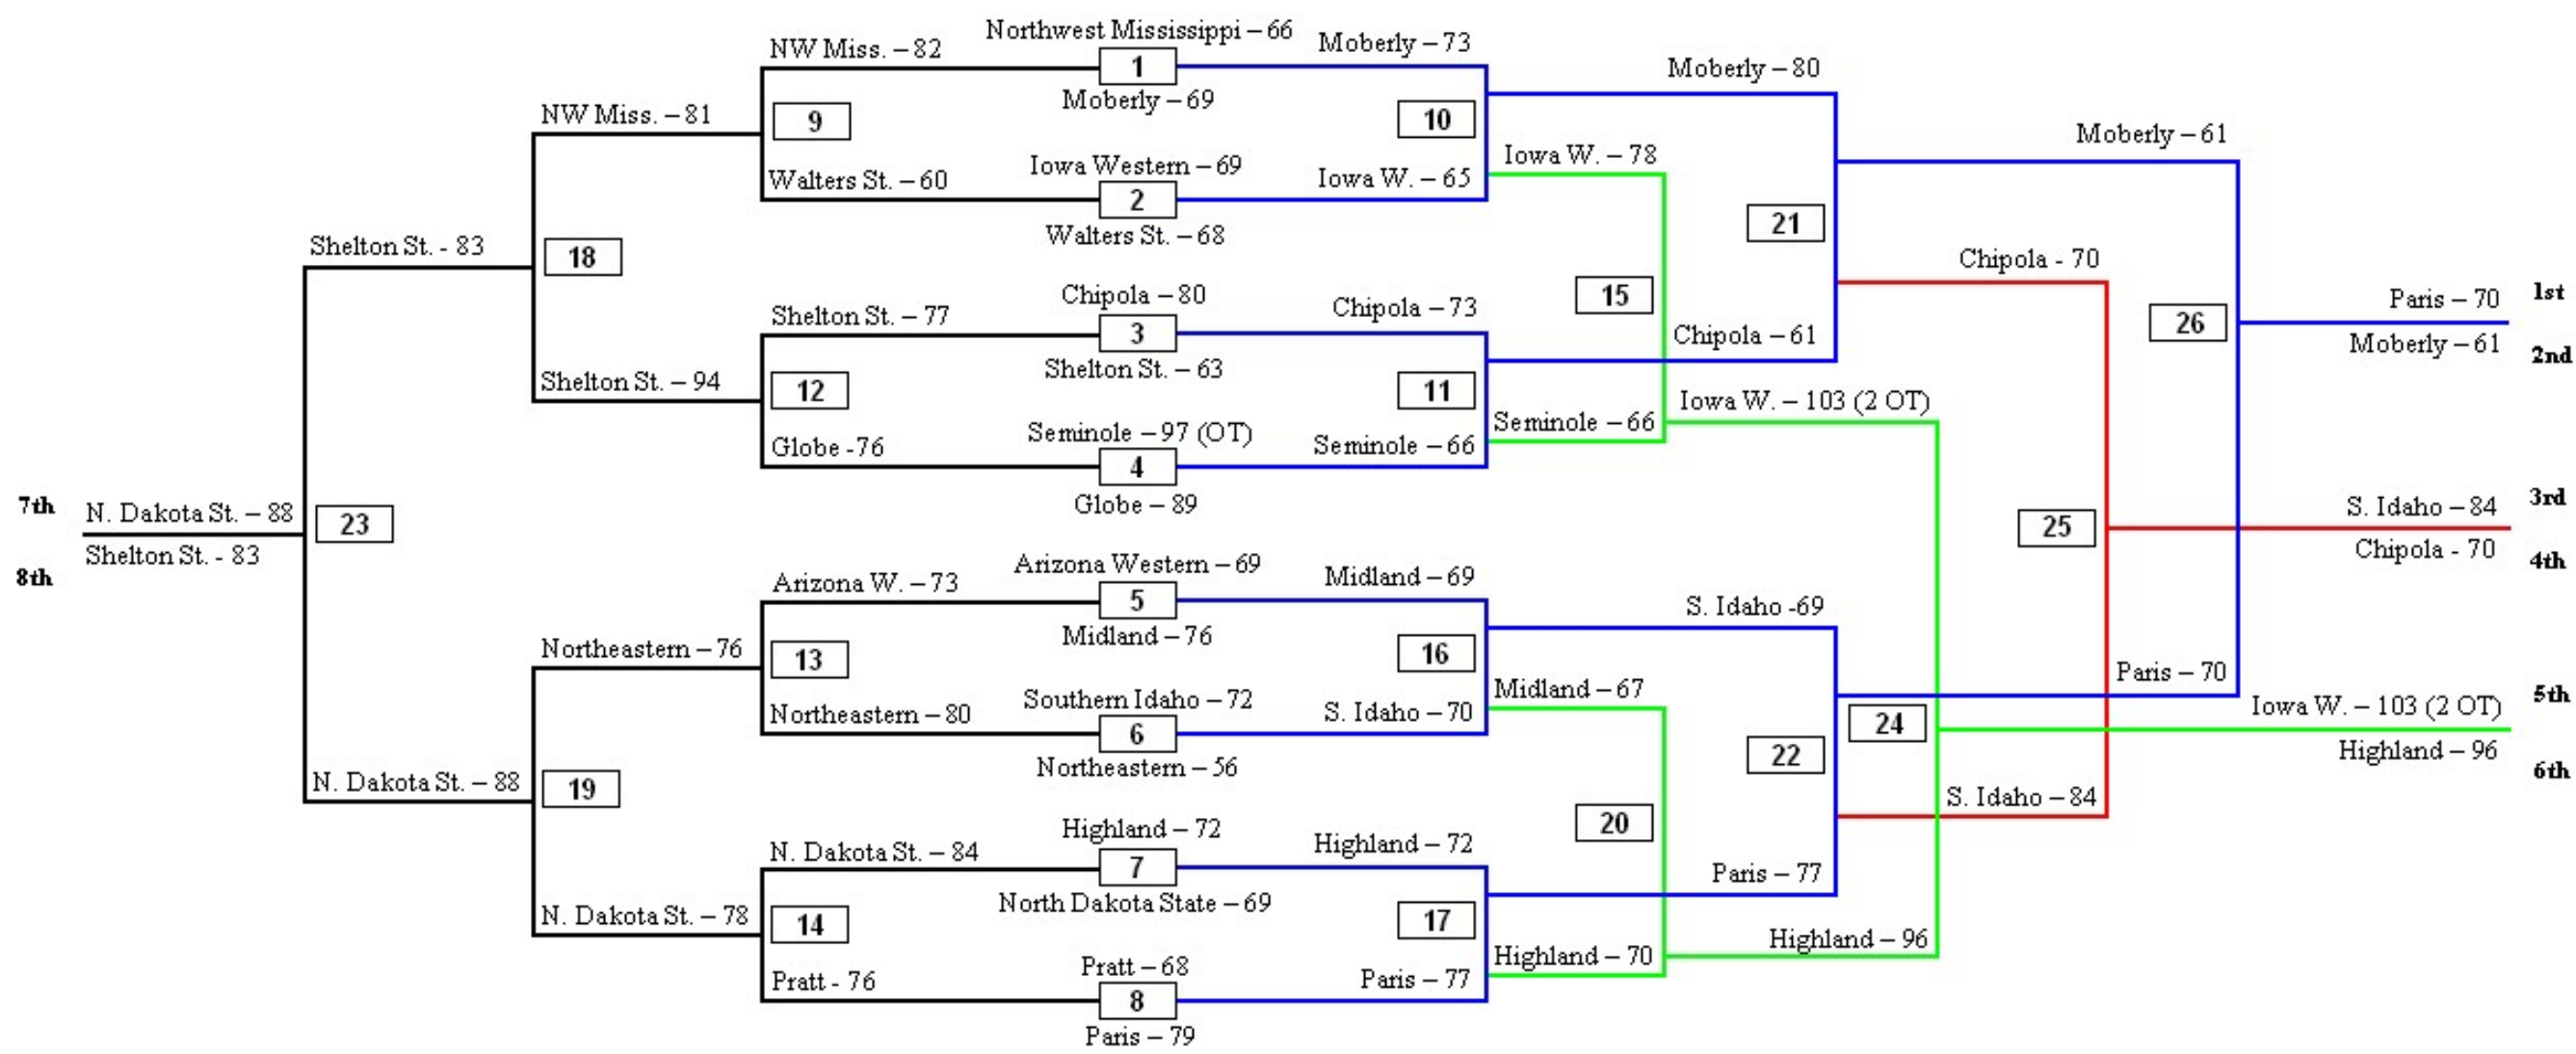 Northwest Mississippi – 66
NW Miss. – 82
1
Moberly – 73
Moberly – 69
Moberly – 80
NW Miss. – 81
9
10
Moberly – 61
Iowa Western – 69
Walters St. – 60
2
Iowa W. – 65
Iowa W. – 78
Walters St. – 68
Shelton St. - 83
18
21
Chipola - 70
Chipola – 80
Shelton St. – 77
3
Chipola – 73
15
Shelton St. – 63
Chipola – 61
26
Paris – 70
1st
Moberly – 61
2nd
Shelton St. – 94
12
11
Iowa W. – 103 (2 OT)
Seminole – 97 (OT)
Globe -76
4
Seminole – 66
Seminole – 66
Globe – 89
7th
N. Dakota St. – 88
23
Shelton St. - 83
8th
25
S. Idaho – 84
3rd
Chipola - 70
4th
Arizona Western – 69
Arizona W. – 73
5
Midland – 69
Midland – 76
S. Idaho -69
Northeastern – 76
13
16
Paris – 70
Southern Idaho – 72
Northeastern – 80
6
S. Idaho – 70
Midland – 67
Northeastern – 56
24
Iowa W. – 103 (2 OT)
5th
Highland – 96
6th
N. Dakota St. – 88
19
22
S. Idaho – 84
Highland – 72
N. Dakota St. – 84
7
Highland – 72
20
North Dakota State – 69
Paris – 77
N. Dakota St. – 78
14
17
Highland – 96
Pratt – 68
Pratt - 76
8
Paris – 77
Highland – 70
Paris – 79